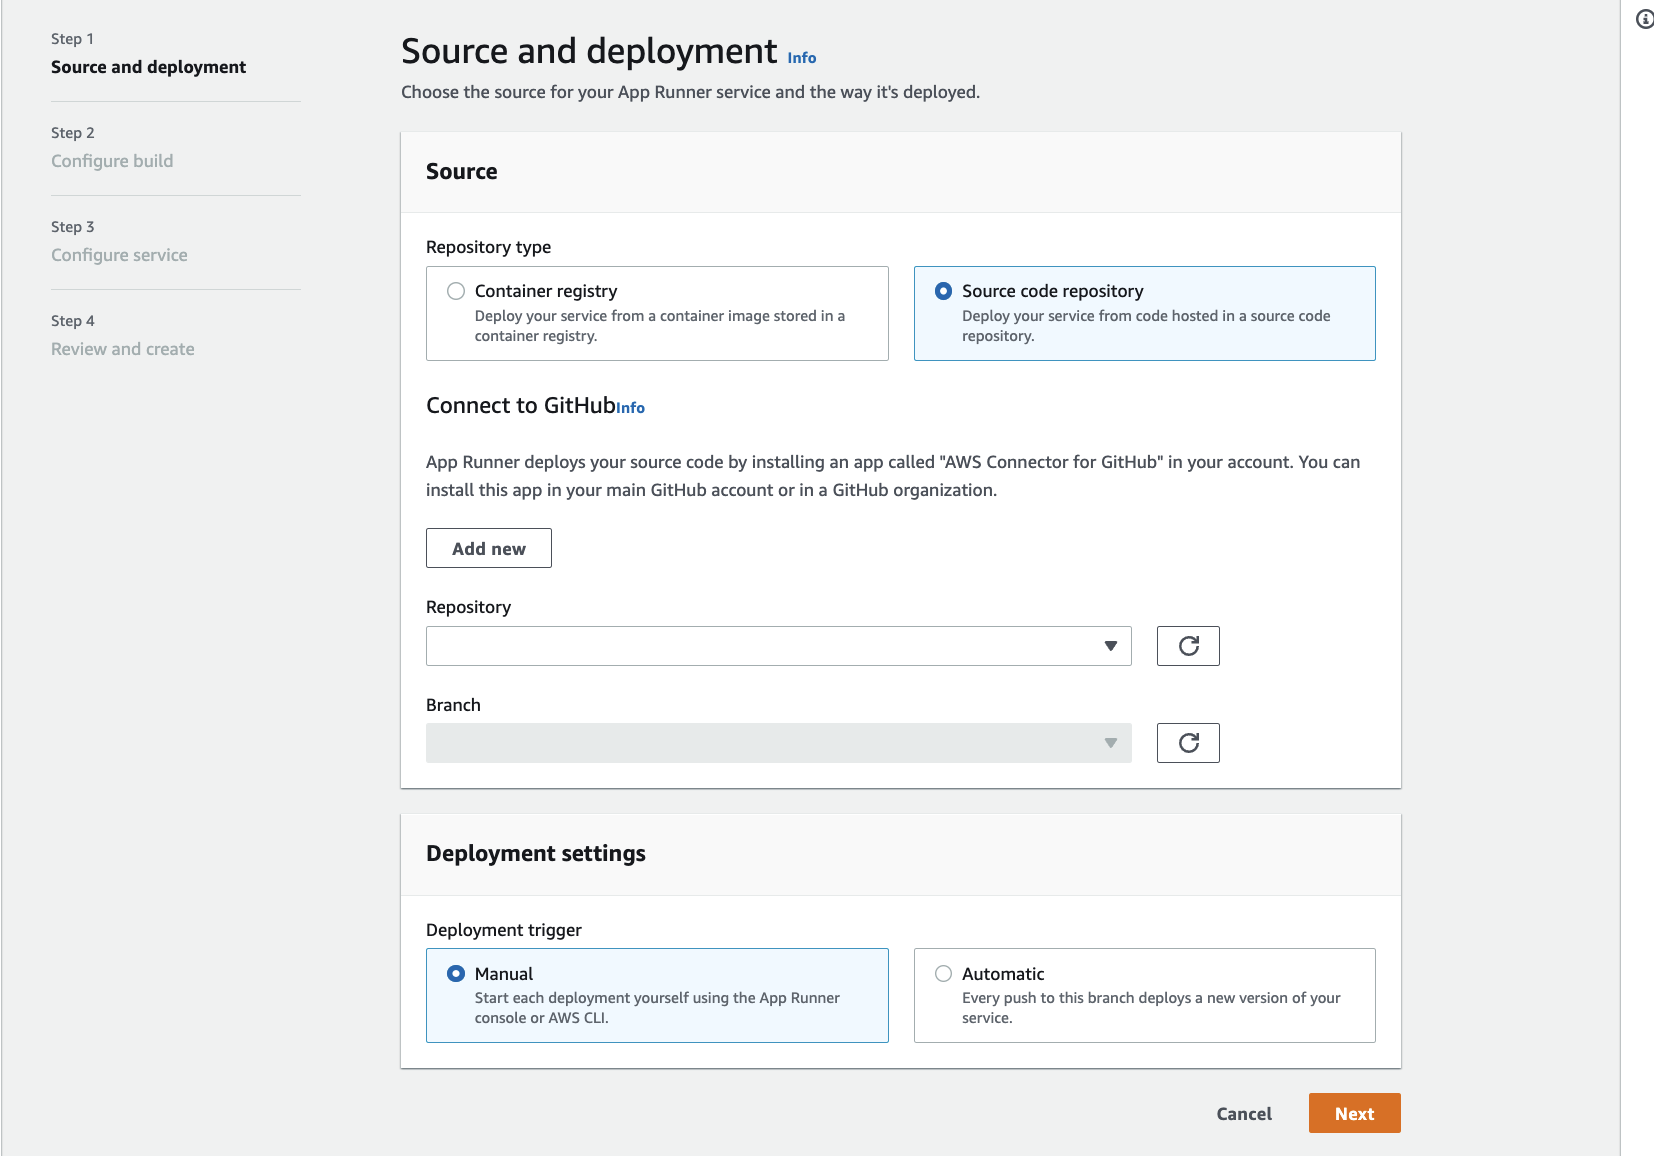 Step 1
Source and deployment
Step 2
Configure build
Step 3
Configure service
Step 4
Review and create
Source and deployment Info
Choose the source for your App Runner service and the way it's deployed.
Source
Repository type
Container registry
Deploy your service from a container image stored in a
container registry.
Source code repository
Deploy your service from code hosted in a source code
repository.
Connect to GitHubInfo
App Runner deploys your source code by installing an app called "AWS Connector for GitHub" in your account. You can
install this app in your main GitHub account or in a GitHub organization.
Add new
Repository
Branch
Deployment settings
Deployment trigger
Manual
Start each deployment yourself using the App Runner
console or AWS CLI.
Automatic
Every push to this branch deploys a new version of your
service.
Cancel
Next